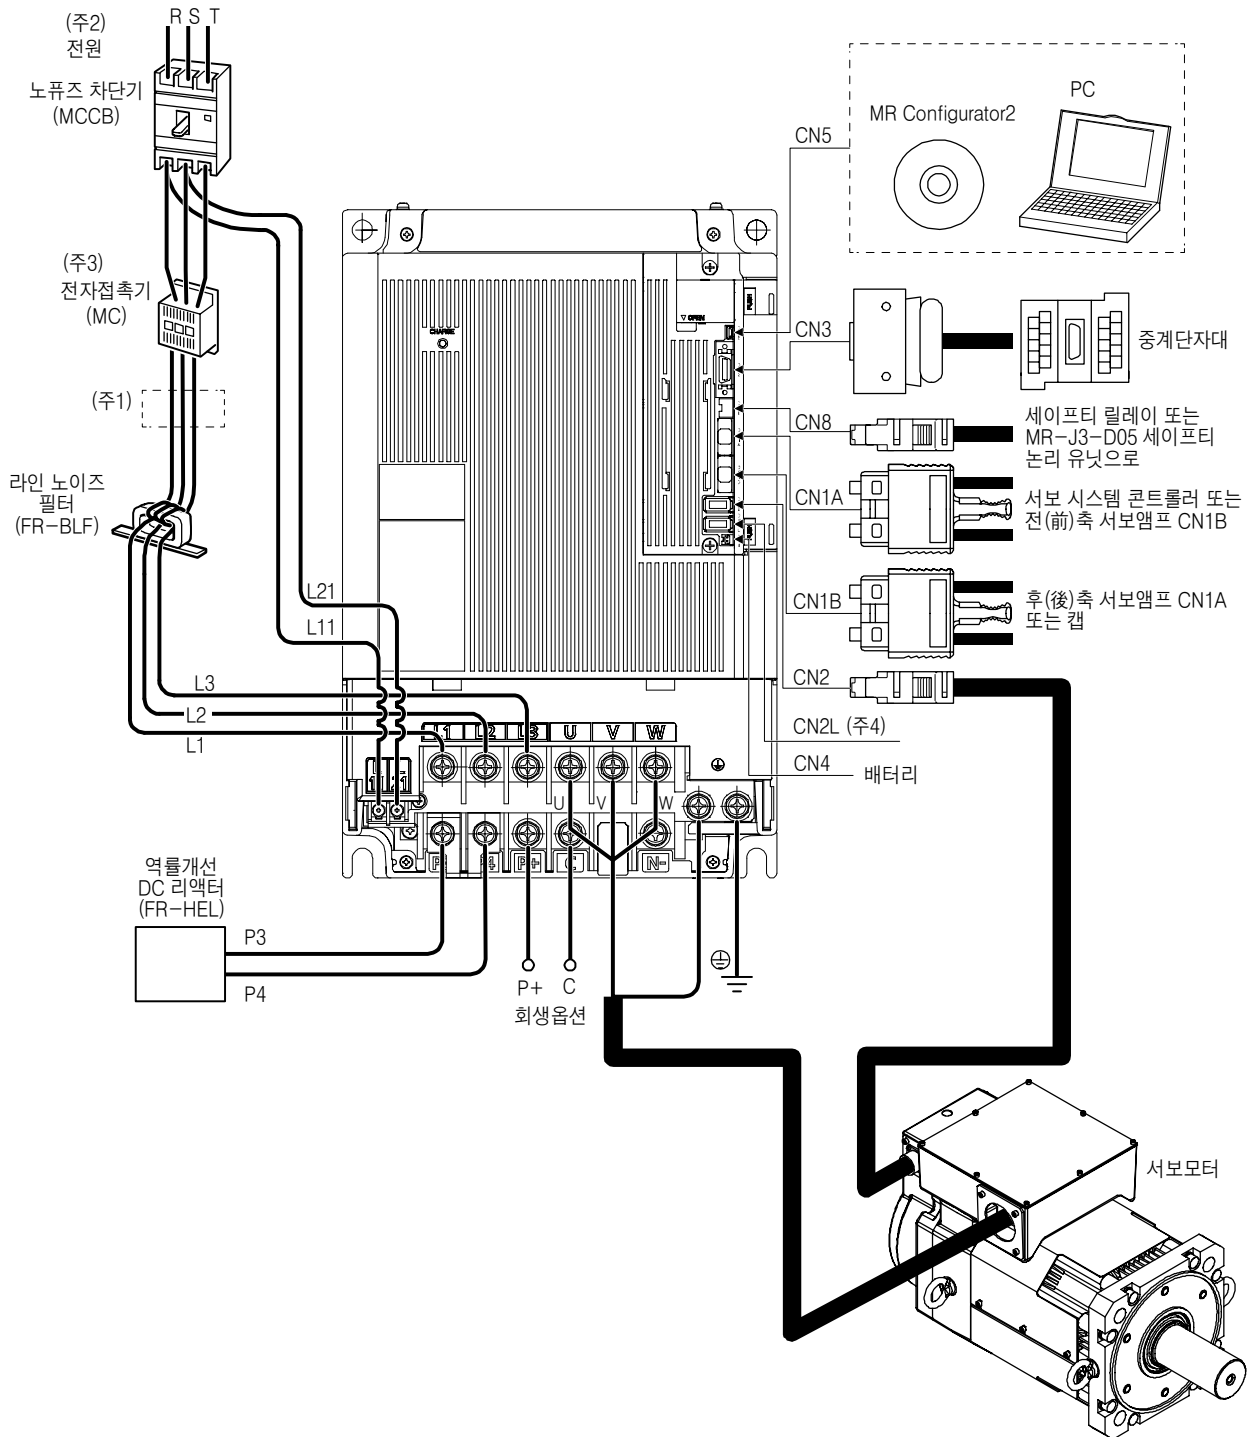 (주2)
전원
R S T
노퓨즈 차단기
(MCCB)
(주3)
전자접촉기
(MC)
(주1)
라인 노이즈
필터
(FR-BLF)
L21
L11
L3
L2
L1
CHARGE
▽ OPEN
PUSH
PUSH
CN5
MR Configurator2
PC
CN3
중계단자대
CN8
세이프티 릴레이 또는
MR-J3-D05 세이프티
논리 유닛으로
CN1A
서보 시스템 콘트롤러 또는
전(前)축 서보앰프 CN1B
CN1B
후(後)축 서보앰프 CN1A
또는 캡
CN2
CN2L (주4)
CN4
배터리
L1 L2 L3 U V W
U V W
P+ C N-
역률개선
DC 리액터
(FR-HEL)
P3
P4
P+ C
회생옵션
서보모터